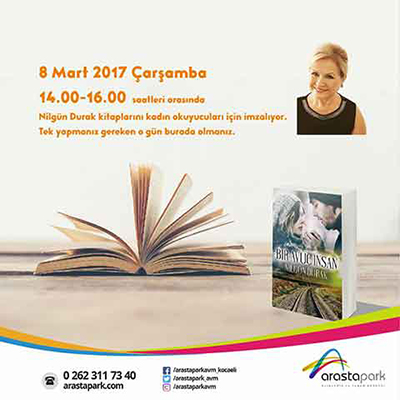 8 Mart 2017 Çarşamba
14.00-16.00 saatleri arasında
Nilgün Durak kitaplarını kadın okuyucuları için imzalıyor.
Tek yapmanız gereken o gün burada olmanız.
BİR AVUÇ İNSAN
NİLGÜN DURAK
0 262 311 73 40
arastapark.com
/arastaparkavm_kocaeli
/arastapark_avm
/arastaparkavm
arastapark